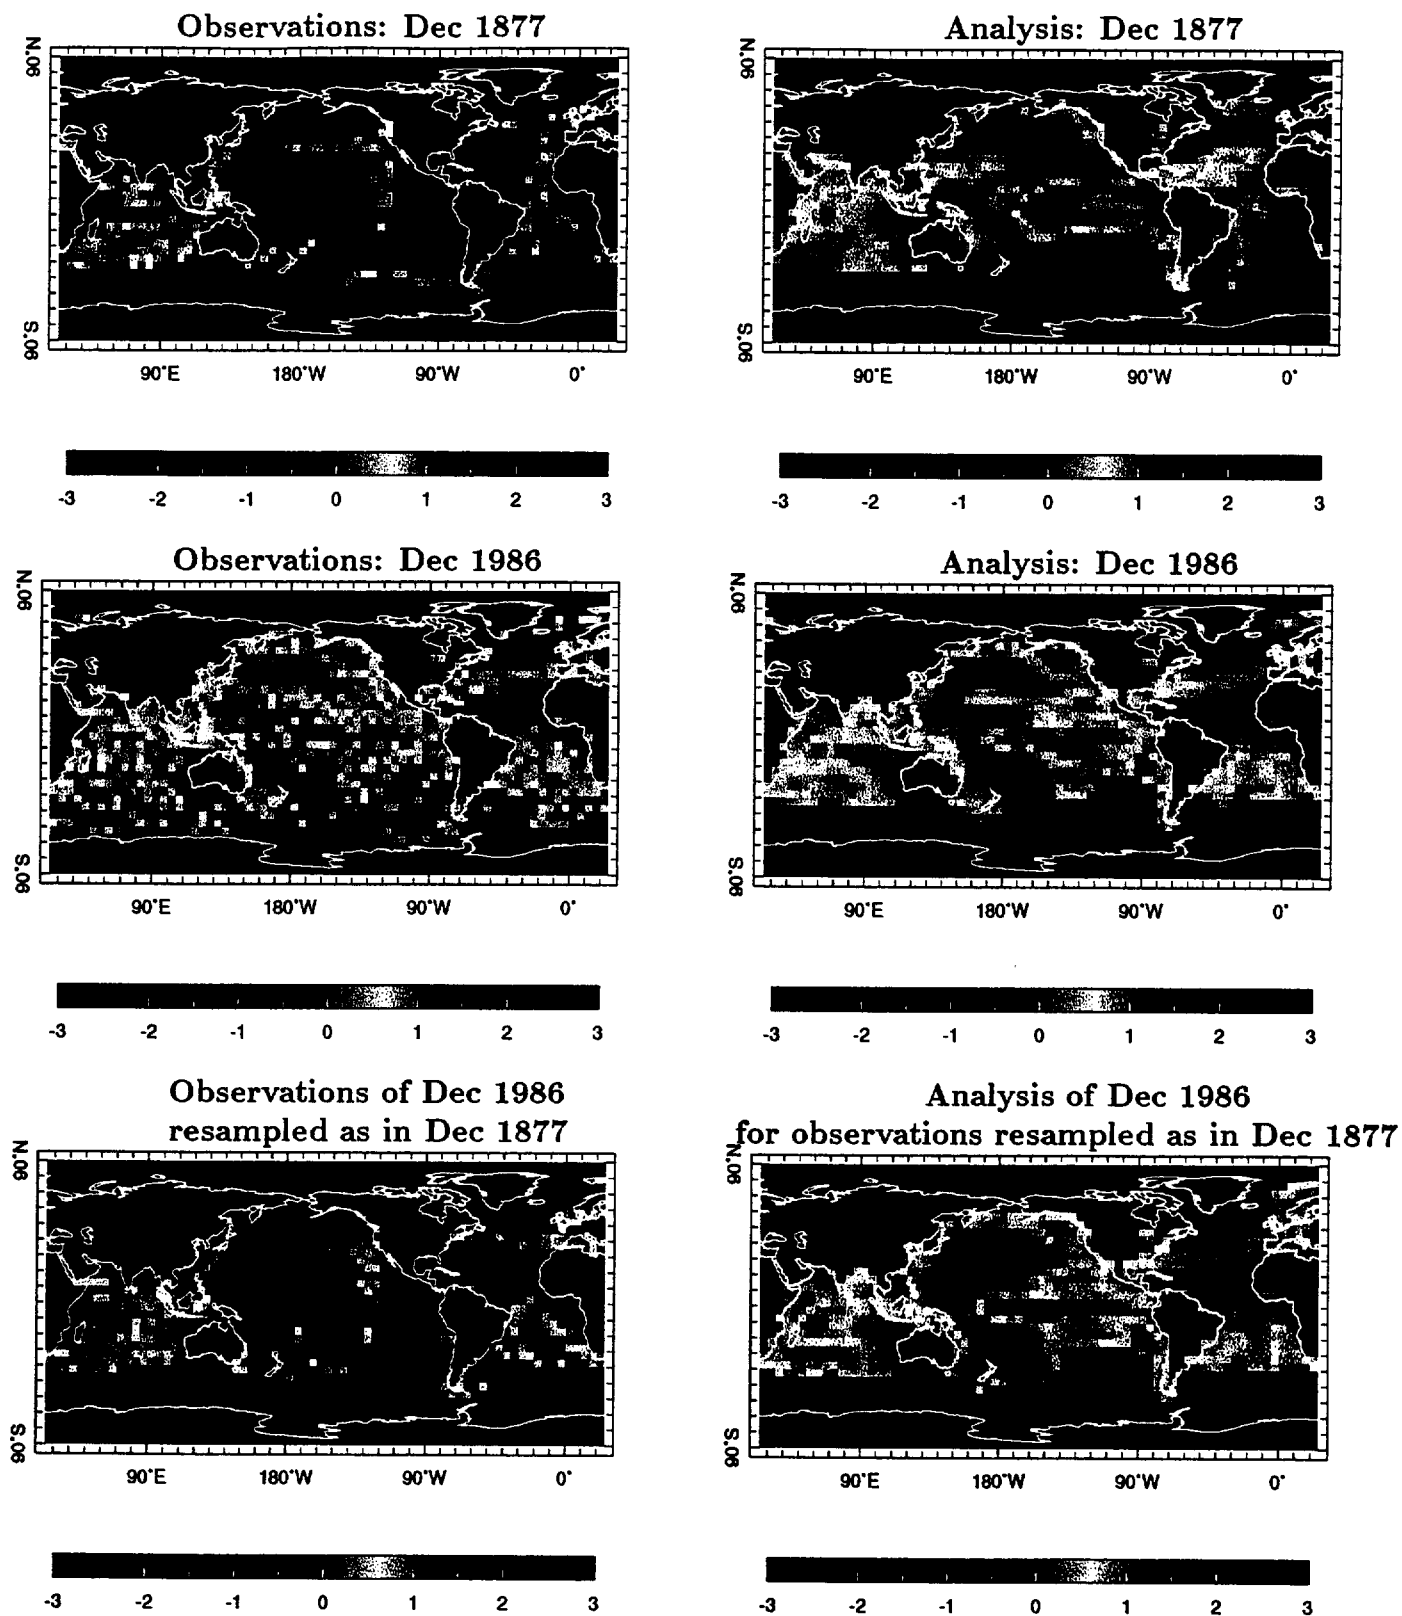 Observations: Dec 1877
Analysis: Dec 1877
90°N
90°S
90°E 180°W 90°W 0°
90°N
90°S
90°E 180°W 90°W 0°
-3 -2 -1 0 1 2 3
-3 -2 -1 0 1 2 3
Observations: Dec 1986
Analysis: Dec 1986
90°N
90°S
90°E 180°W 90°W 0°
90°N
90°S
90°E 180°W 90°W 0°
-3 -2 -1 0 1 2 3
-3 -2 -1 0 1 2 3
Observations of Dec 1986
resampled as in Dec 1877
Analysis of Dec 1986
for observations resampled as in Dec 1877
90°N
90°S
90°E 180°W 90°W 0°
90°N
90°S
90°E 180°W 90°W 0°
-3 -2 -1 0 1 2 3
-3 -2 -1 0 1 2 3